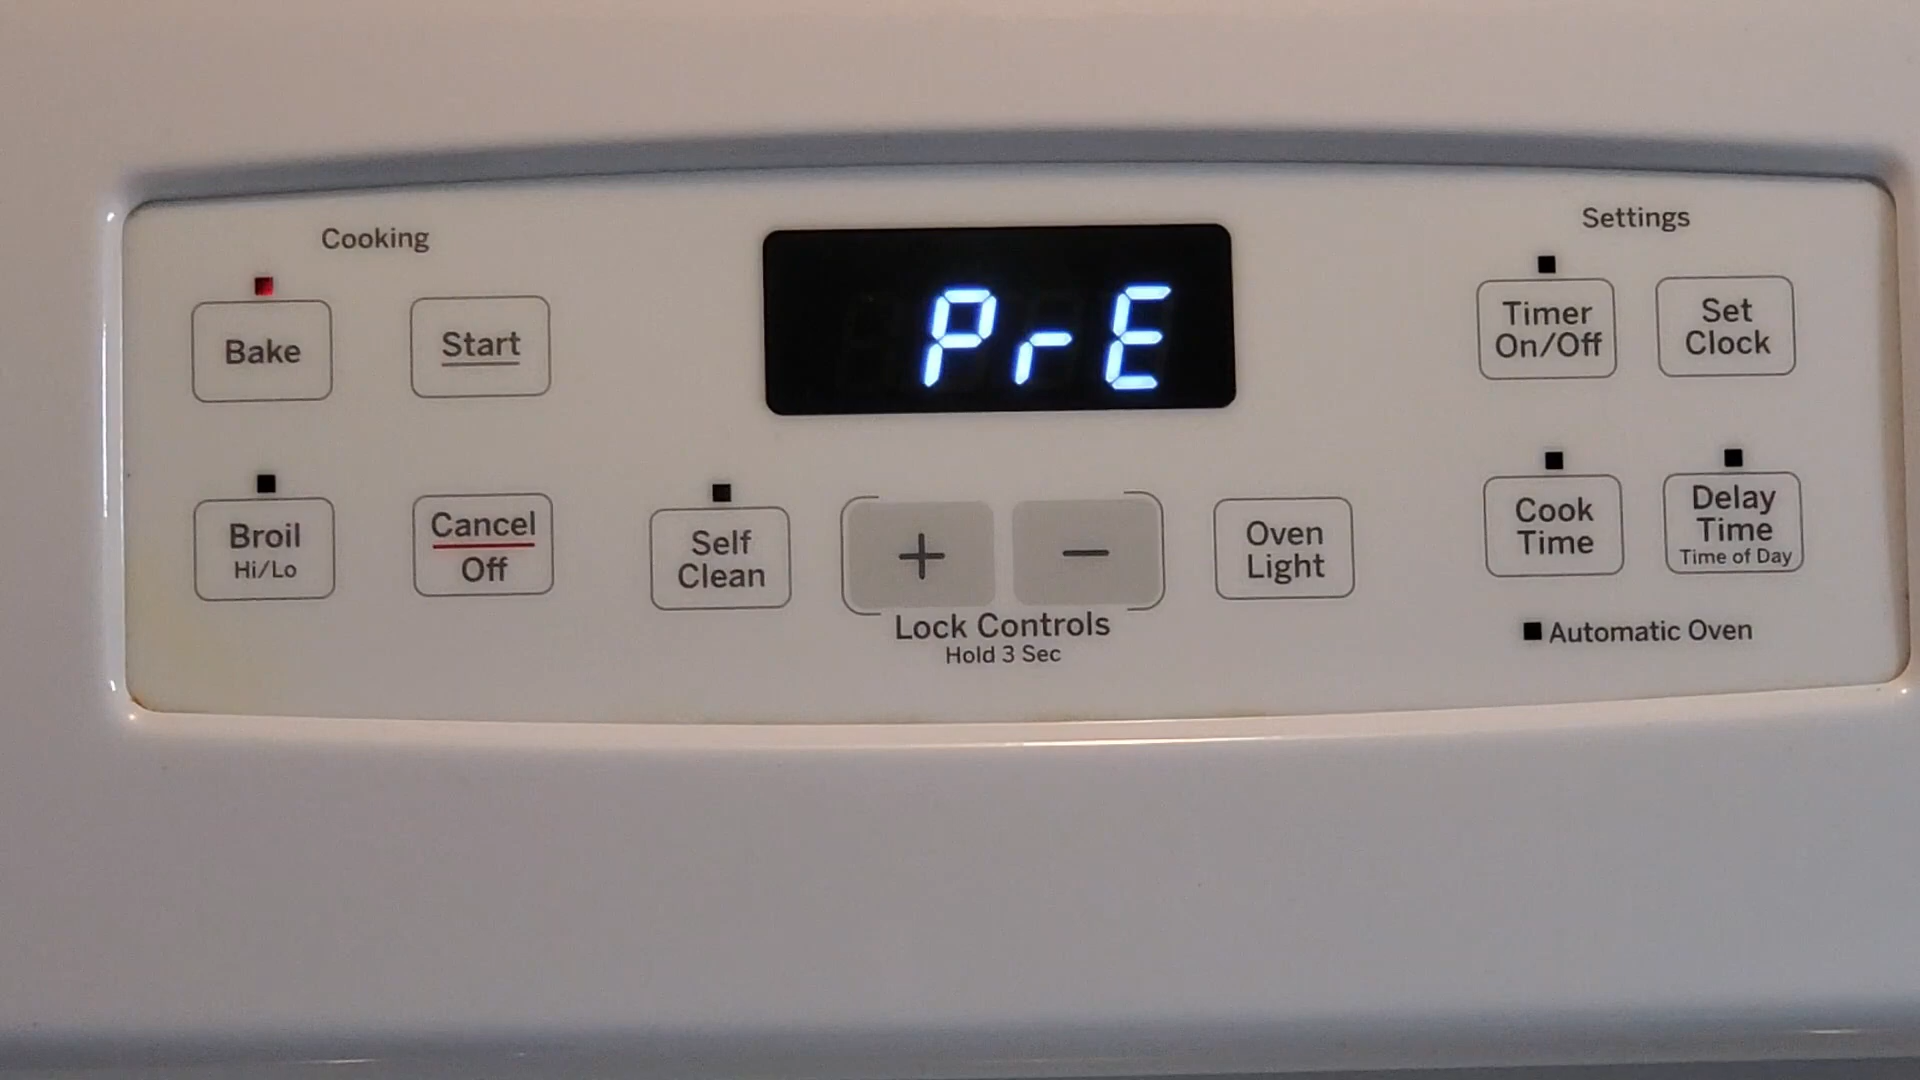 Cooking
Settings
PrE
Bake
Start
Timer
On/Off
Set
Clock
Broil
Hi/Lo
Cancel
Off
Self
Clean
+
−
Oven
Light
Cook
Time
Delay
Time
Time of Day
Lock Controls
Hold 3 Sec
Automatic Oven